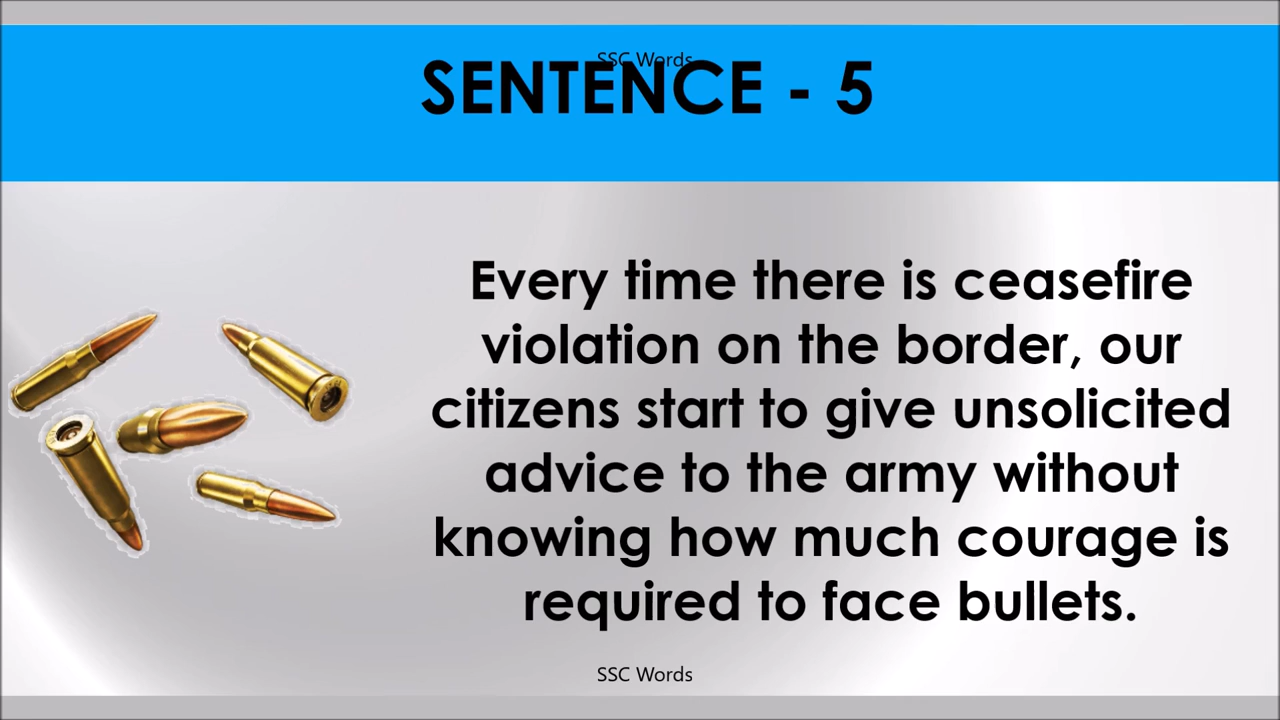 SSC Words
SENTENCE - 5
Every time there is ceasefire
violation on the border, our
citizens start to give unsolicited
advice to the army without
knowing how much courage is
required to face bullets.
SSC Words